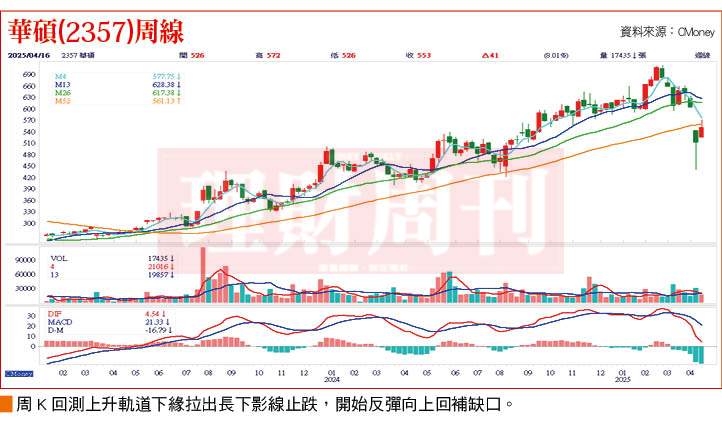 華碩(2357)周線
資料來源：CMoney
2025/04/16 2357 華碩 開 526 高 572 低 526 收 553 △41 (8.01%) 量 17435↓張 還原
M4 577.75↓
M13 628.38↓
M26 617.38↓
M52 561.13↑
690
660
630
600
570
540
510
480
450
420
390
360
330
300
理財周刊
VOL 17435↓
4 21016↓
13 19857↓
90000
60000
30000
DIF 4.54↓
MACD 21.33↓
D-M -16.79↓
30
20
10
0
CMoney
02 03 04 05 06 07 08 09 10 11 12 01 02 03 04 05 06 07 08 09 10 11 12 01 02 03 04
2024 2025
周K回測上升軌道下緣拉出長下影線止跌，開始反彈向上回補缺口。